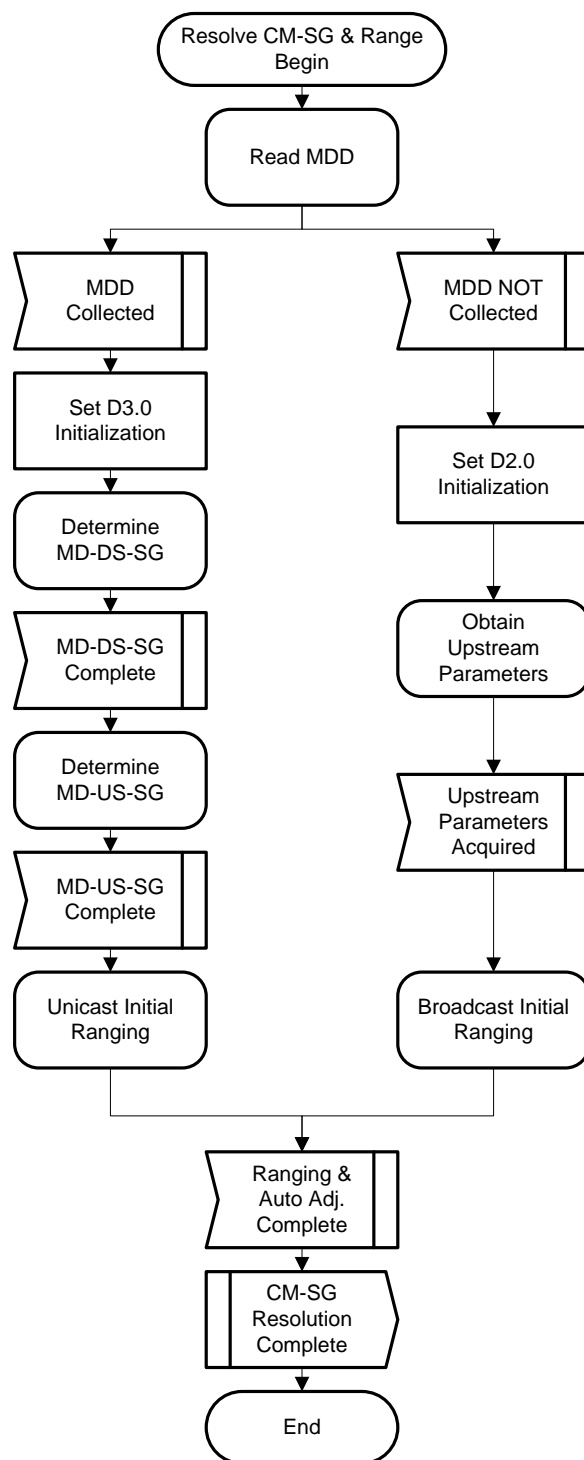 Resolve CM-SG & Range
Begin
Read MDD
MDD
Collected
MDD NOT
Collected
Set D3.0
Initialization
Set D2.0
Initialization
Determine
MD-DS-SG
MD-DS-SG
Complete
Obtain
Upstream
Parameters
Determine
MD-US-SG
Upstream
Parameters
Acquired
MD-US-SG
Complete
Unicast Initial
Ranging
Broadcast Initial
Ranging
Ranging &
Auto Adj.
Complete
CM-SG
Resolution
Complete
End